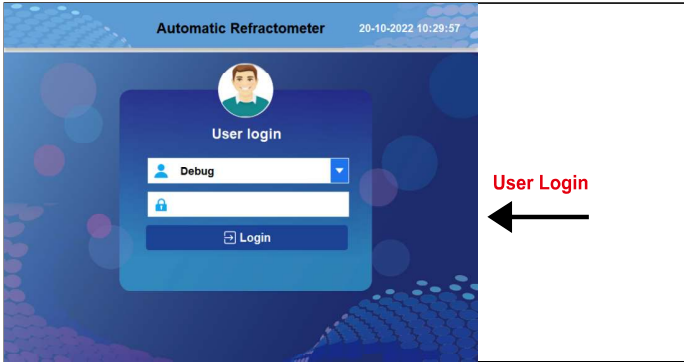 Automatic Refractometer 20-10-2022 10:29:57
User login
Debug
Login
User Login